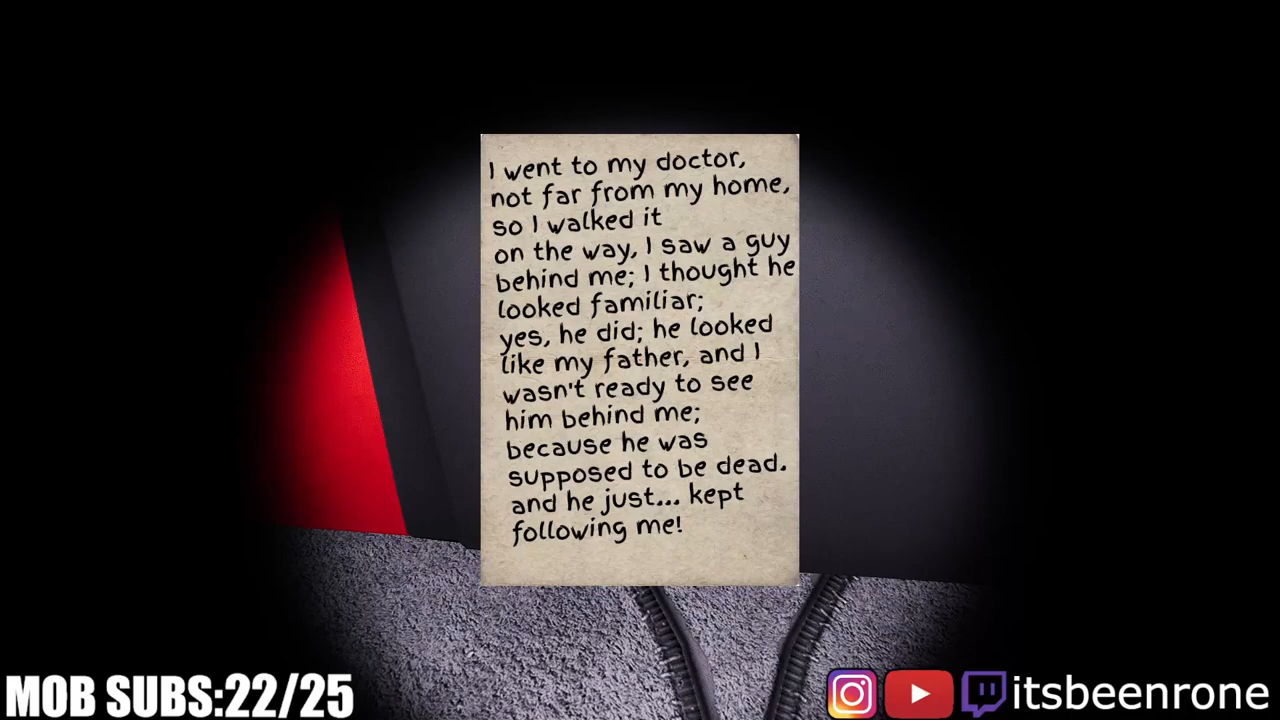 I went to my doctor,
not far from my home,
so I walked it
on the way, I saw a guy
behind me; I thought he
looked familiar;
yes, he did; he looked
like my father, and I
wasn't ready to see
him behind me;
because he was
supposed to be dead.
and he just... kept
following me!
MOB SUBS:22/25
itsbeenrone